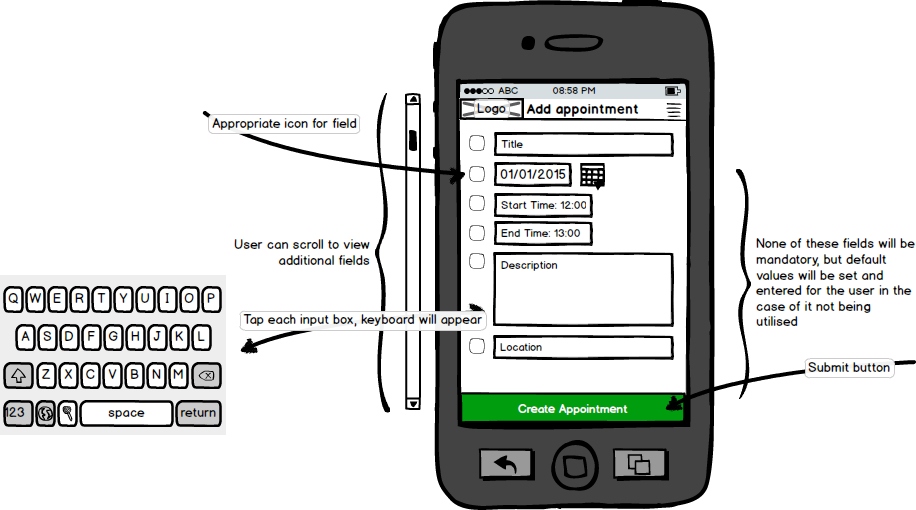 ABC 08:58 PM
Logo Add appointment
Appropriate icon for field
Title
01/01/2015
Start Time: 12:00
End Time: 13:00
User can scroll to view
additional fields
Description
None of these fields will be
mandatory, but default
values will be set and
entered for the user in the
case of it not being
utilised
Tap each input box, keyboard will appear
Location
Submit button
Create Appointment
Q W E R T Y U I O P
A S D F G H J K L
Z X C V B N M
123 space return